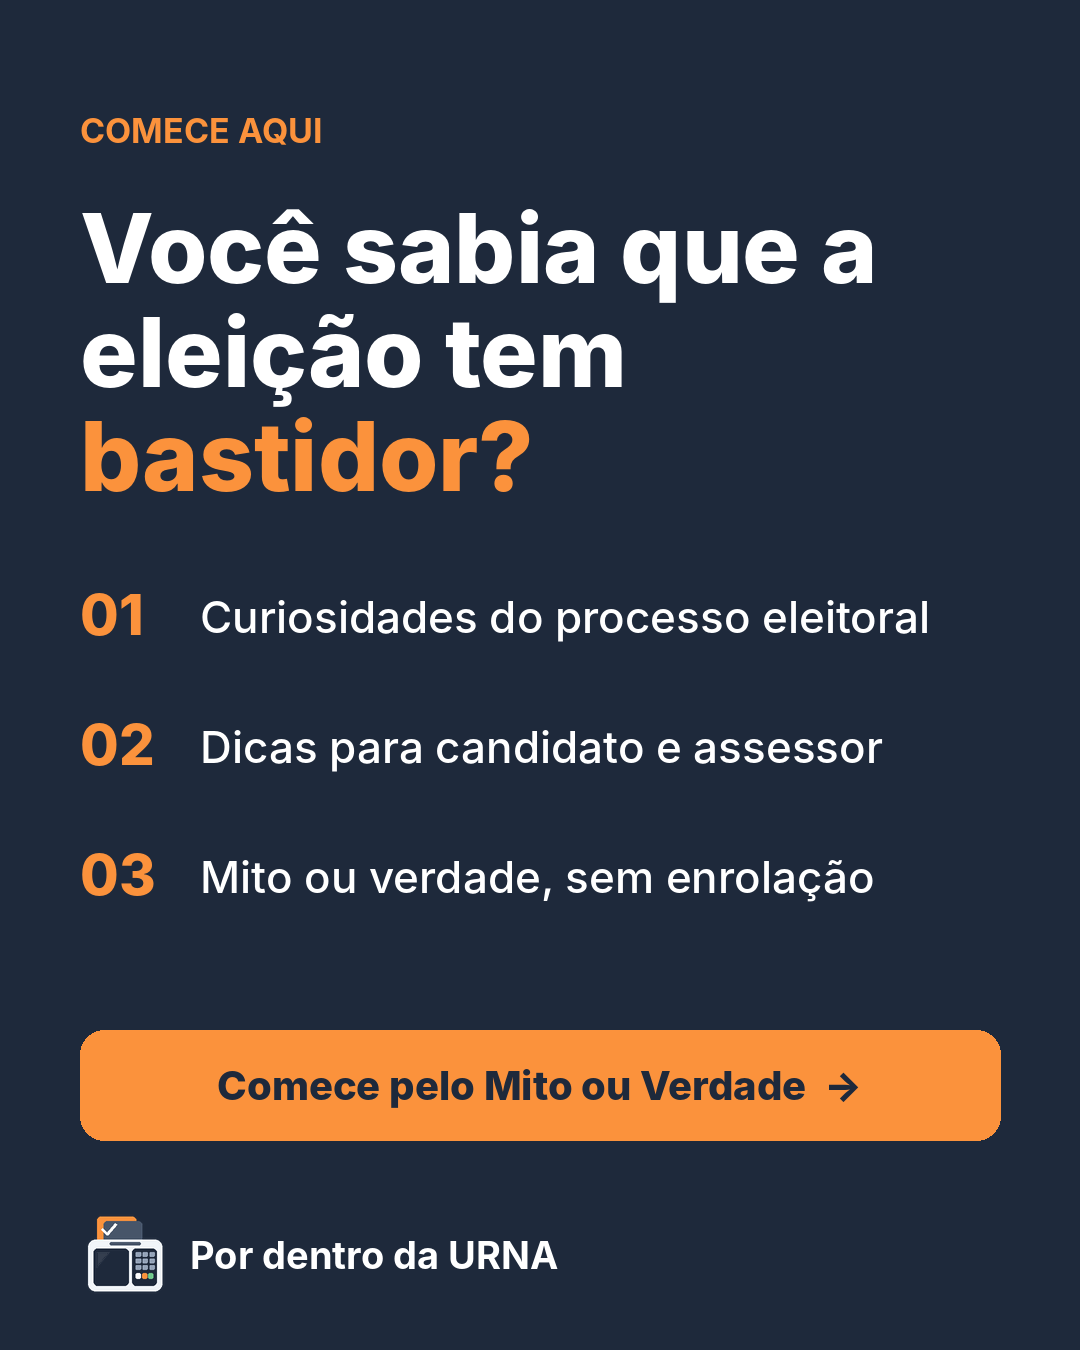 COMECE AQUI
Você sabia que a
eleição tem
bastidor?
01 Curiosidades do processo eleitoral
02 Dicas para candidato e assessor
03 Mito ou verdade, sem enrolação
Comece pelo Mito ou Verdade →
Por dentro da URNA